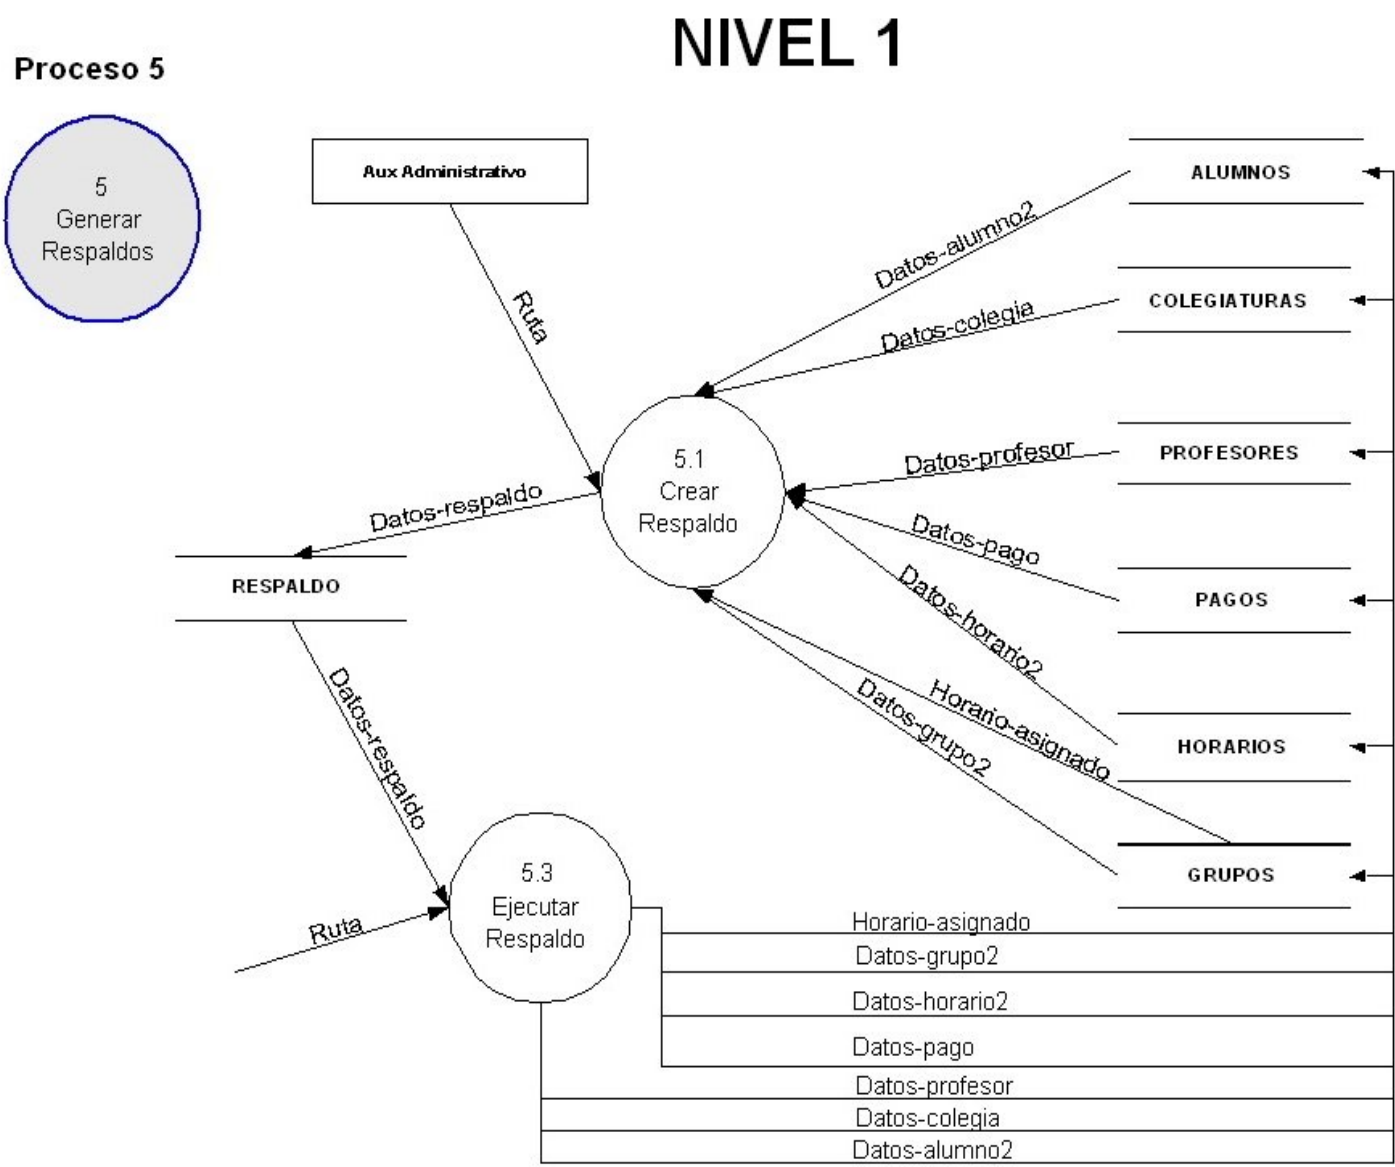 NIVEL 1
Proceso 5
5
Generar
Respaldos
Aux Administrativo
ALUMNOS
Datos-alumno2
COLEGIATURAS
Ruta
Datos-colegia
5.1
Crear
Respaldo
Datos-profesor
PROFESORES
Datos-respaldo
Datos-pago
RESPALDO
PAGOS
Datos-horario2
Datos-respaldo
Horario-asignado
Datos-grupo2
HORARIOS
GRUPOS
5.3
Ejecutar
Respaldo
Ruta
Horario-asignado
Datos-grupo2
Datos-horario2
Datos-pago
Datos-profesor
Datos-colegia
Datos-alumno2